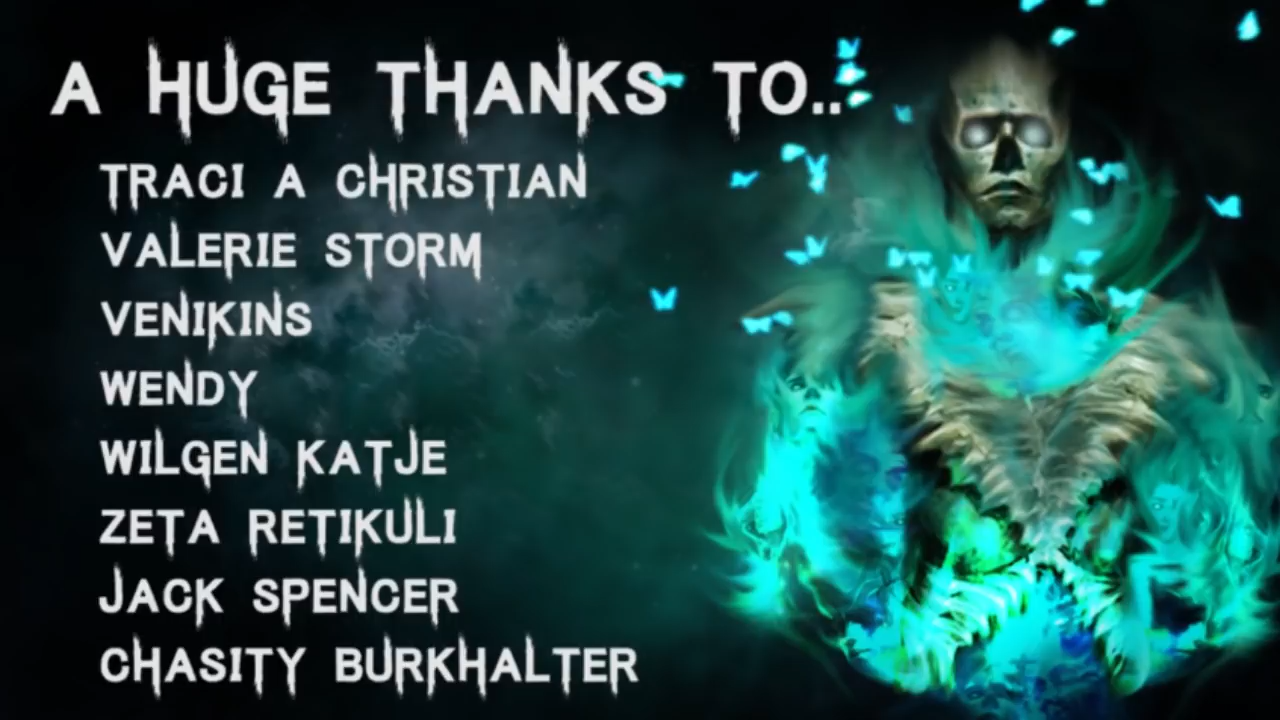 A HUGE THANKS TO..
TRACI A CHRISTIAN
VALERIE STORM
VENIKINS
WENDY
WILGEN KATJE
ZETA RETIKULI
JACK SPENCER
CHASITY BURKHALTER